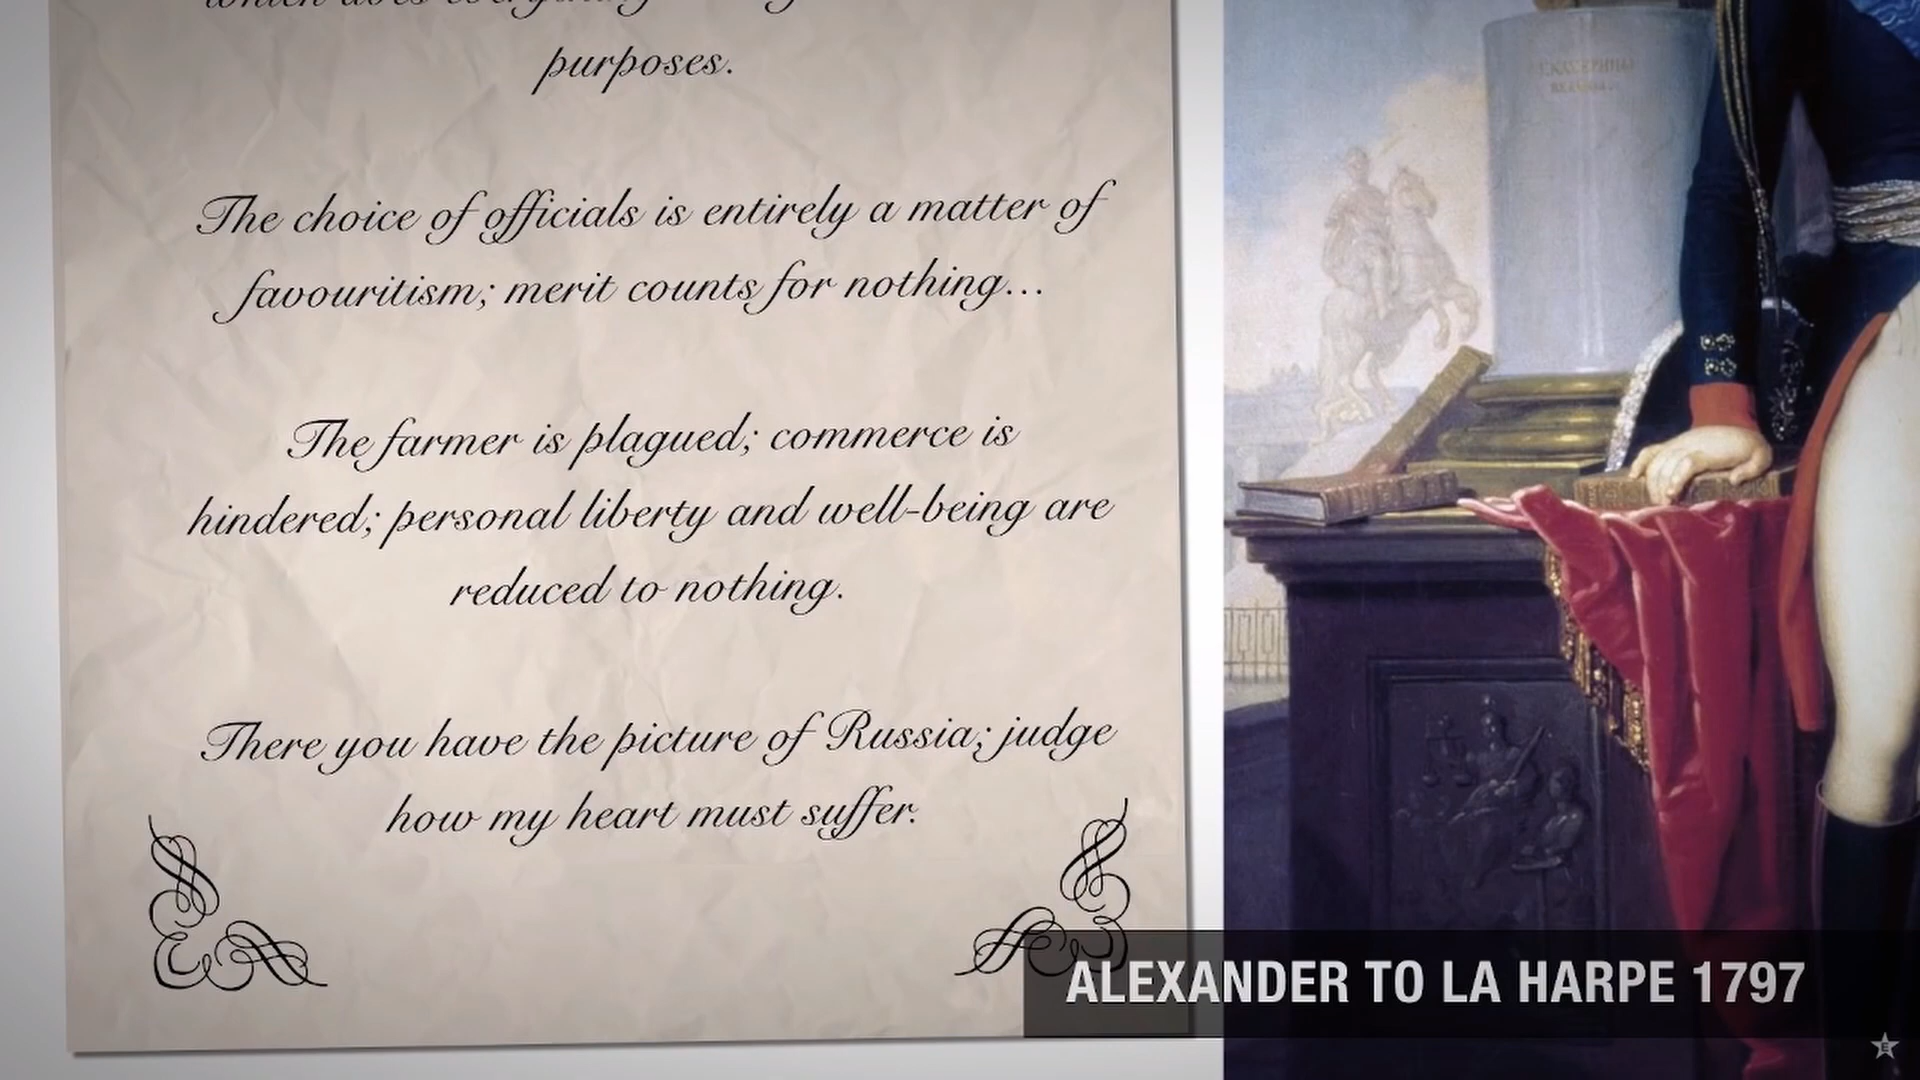 purposes.
The choice of officials is entirely a matter of
favouritism; merit counts for nothing...
The farmer is plagued; commerce is
hindered; personal liberty and well-being are
reduced to nothing.
There you have the picture of Russia; judge
how my heart must suffer.
ALEXANDER TO LA HARPE 1797
E